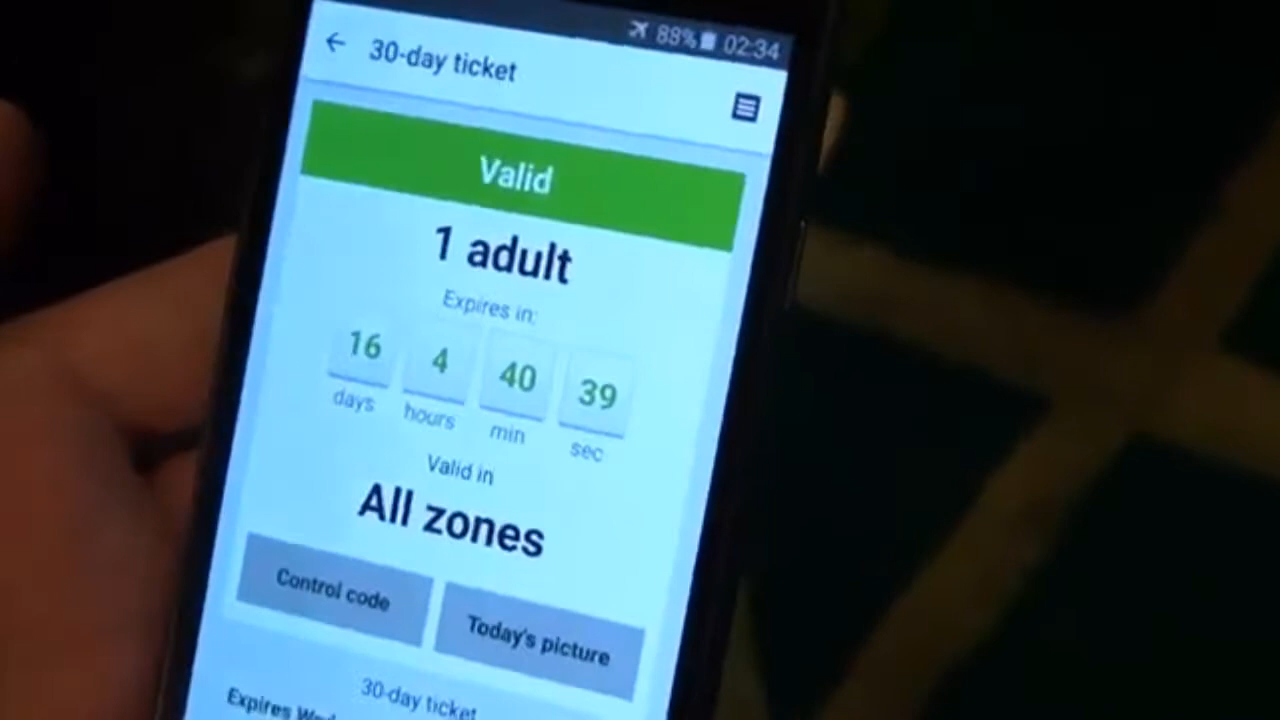 88% 02:34
30-day ticket
Valid
1 adult
Expires in:
16 4 40 39
days hours min sec
Valid in
All zones
Control code Today's picture
30-day ticket
Expires